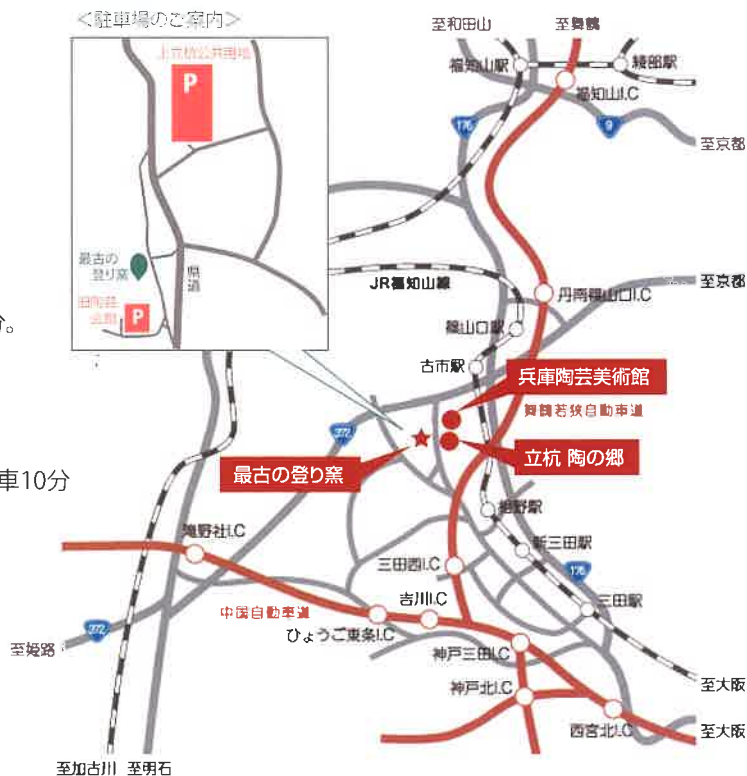 <駐車場のご案内>
上立杭公共用地
P
最古の
登り窯
県
道
旧陶芸
会館
P
至和田山
至舞鶴
福知山駅
綾部駅
福知山I.C
176
9
至京都
JR福知山線
丹南篠山口I.C
至京都
篠山口駅
古市駅
兵庫陶芸美術館
舞鶴若狭自動車道
372
立杭 陶の郷
最古の登り窯
分。
車10分
相野駅
滝野社I.C
新三田駅
三田西I.C
176
吉川I.C
三田駅
中国自動車道
ひょうご東条I.C
372
至姫路
神戸三田I.C
神戸北I.C
至大阪
西宮北I.C
至大阪
至加古川
至明石